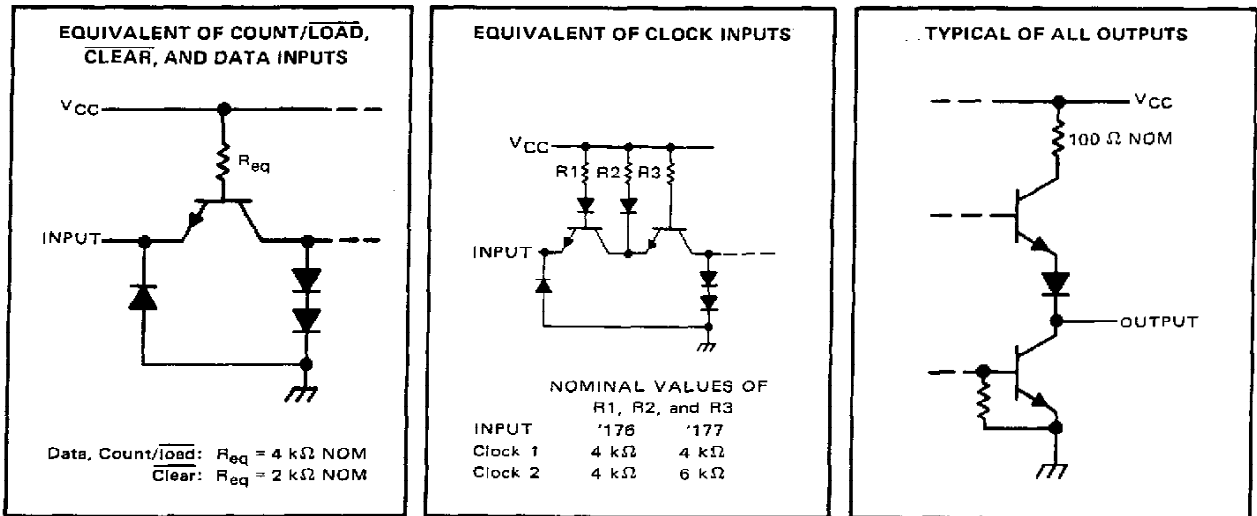 EQUIVALENT OF COUNT/LOAD,
CLEAR, AND DATA INPUTS
VCC
Req
INPUT
Data, Count/load: Req = 4 kΩ NOM
Clear: Req = 2 kΩ NOM
EQUIVALENT OF CLOCK INPUTS
VCC
R1 R2 R3
INPUT
NOMINAL VALUES OF
R1, R2, and R3
INPUT '176 '177
Clock 1 4 kΩ 4 kΩ
Clock 2 4 kΩ 6 kΩ
TYPICAL OF ALL OUTPUTS
VCC
100 Ω NOM
OUTPUT